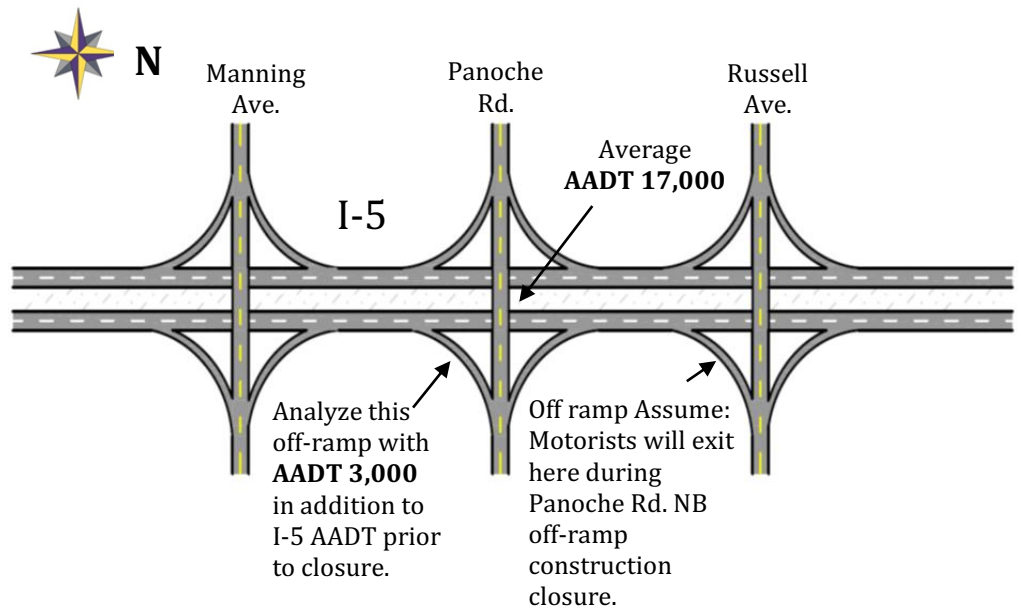 N
Manning
Ave.
Panoche
Rd.
Russell
Ave.
Average
AADT 17,000
I-5
Analyze this
off-ramp with
AADT 3,000
in addition to
I-5 AADT prior
to closure.
Off ramp Assume:
Motorists will exit
here during
Panoche Rd. NB
off-ramp
construction
closure.